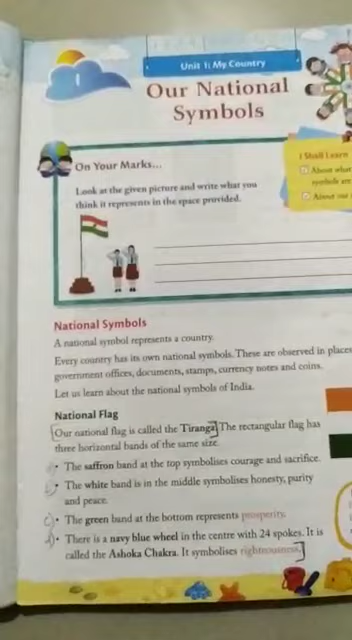 Unit 1: My Country
Our National
Symbols
On Your Marks...
I Shall Learn
About what
symbols are
About our
Look at the given picture and write what you
think it represents in the space provided.
National Symbols
A national symbol represents a country.
Every country has its own national symbols. These are observed in places
government offices, documents, stamps, currency notes and coins.
Let us learn about the national symbols of India.
National Flag
Our national flag is called the Tiranga. The rectangular flag has
three horizontal bands of the same size.
a) • The saffron band at the top symbolises courage and sacrifice.
b) • The white band is in the middle symbolises honesty, purity
and peace.
c) • The green band at the bottom represents prosperity.
d) • There is a navy blue wheel in the centre with 24 spokes. It is
called the Ashoka Chakra. It symbolises righteousness.